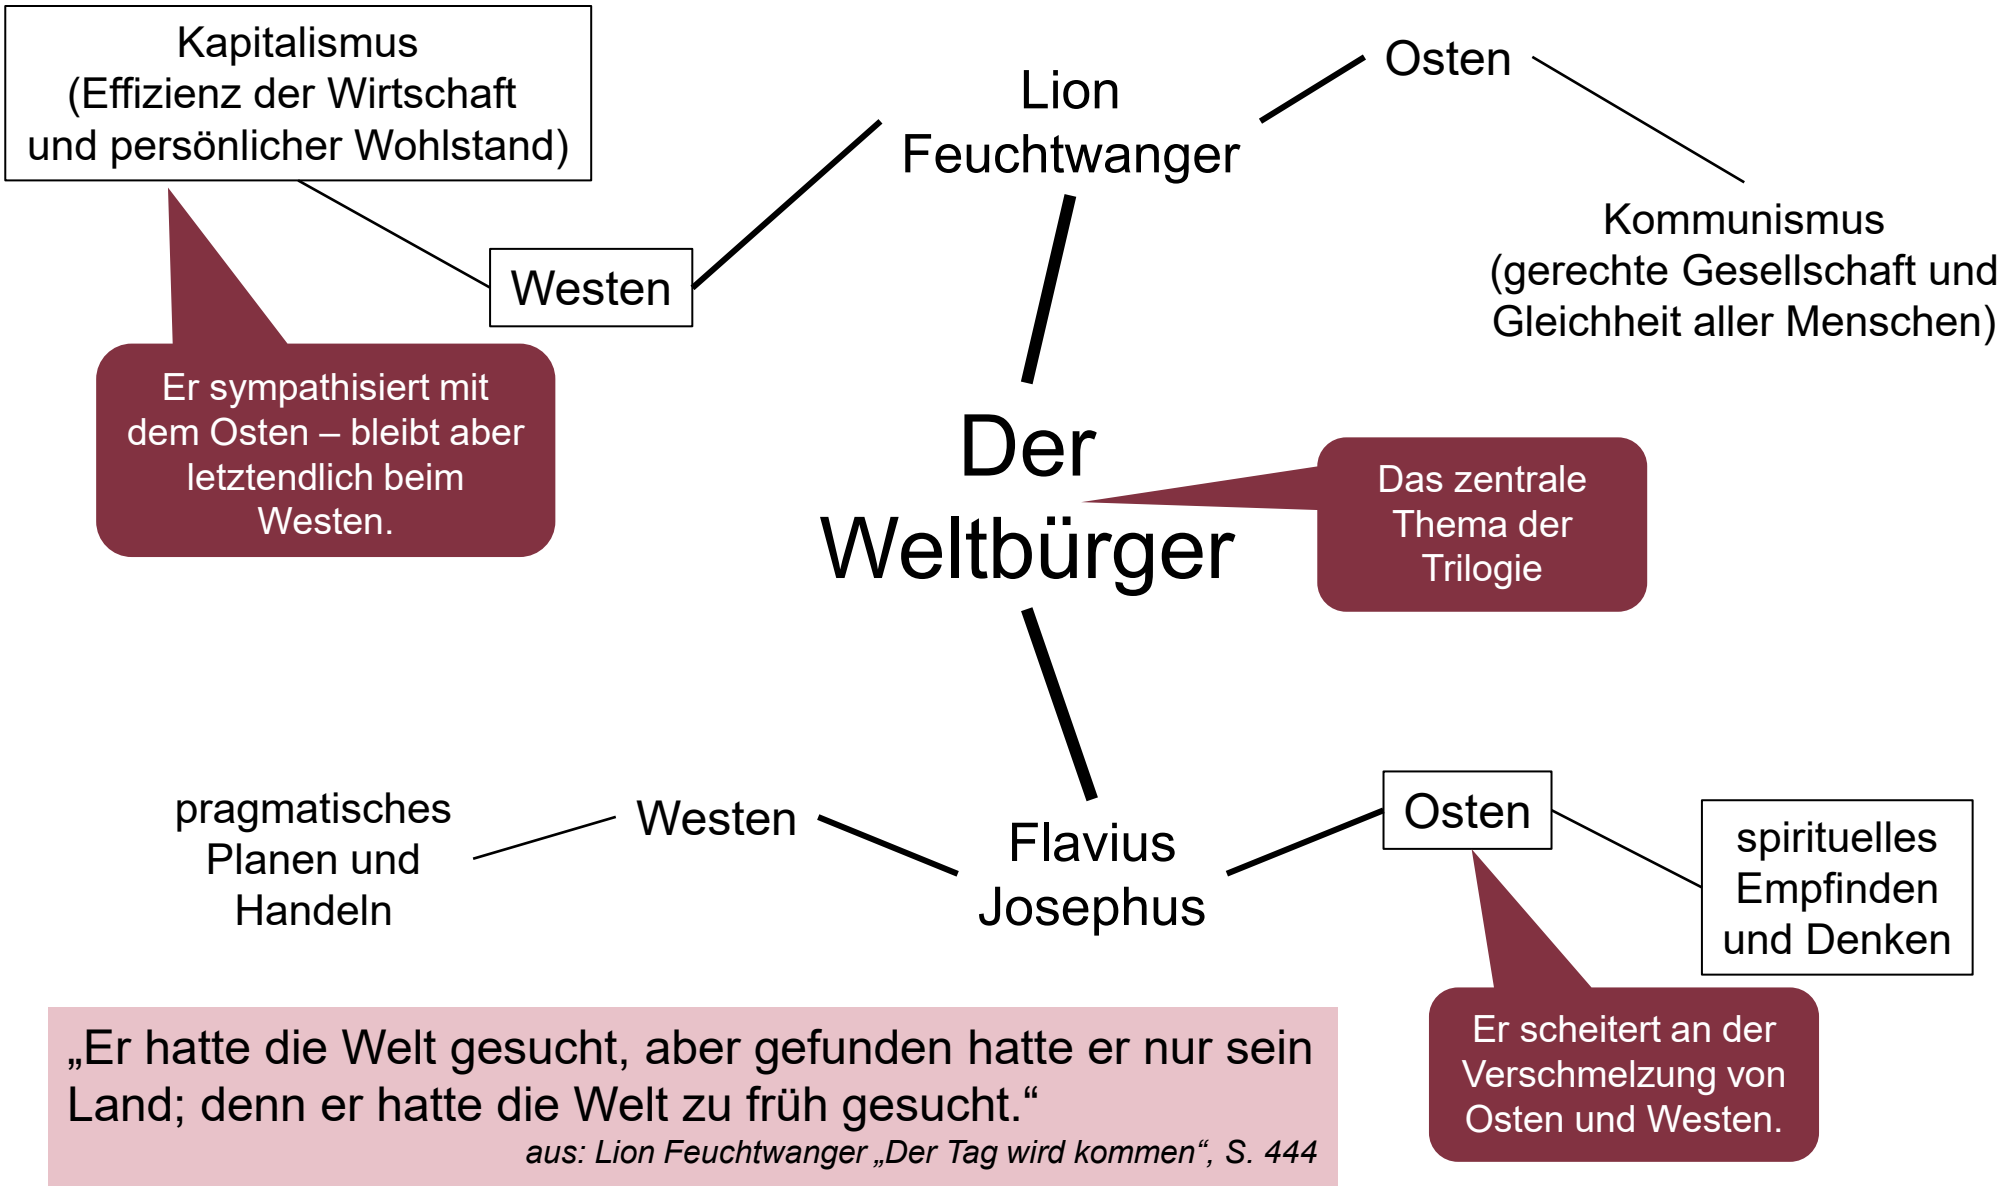 Kapitalismus
(Effizienz der Wirtschaft
und persönlicher Wohlstand)
Lion
Feuchtwanger
Osten
Westen
Kommunismus
(gerechte Gesellschaft und
Gleichheit aller Menschen)
Er sympathisiert mit
dem Osten – bleibt aber
letztendlich beim
Westen.
Der
Weltbürger
Das zentrale
Thema der
Trilogie
pragmatisches
Planen und
Handeln
Westen
Flavius
Josephus
Osten
spirituelles
Empfinden
und Denken
Er scheitert an der
Verschmelzung von
Osten und Westen.
„Er hatte die Welt gesucht, aber gefunden hatte er nur sein
Land; denn er hatte die Welt zu früh gesucht.“
aus: Lion Feuchtwanger „Der Tag wird kommen“, S. 444